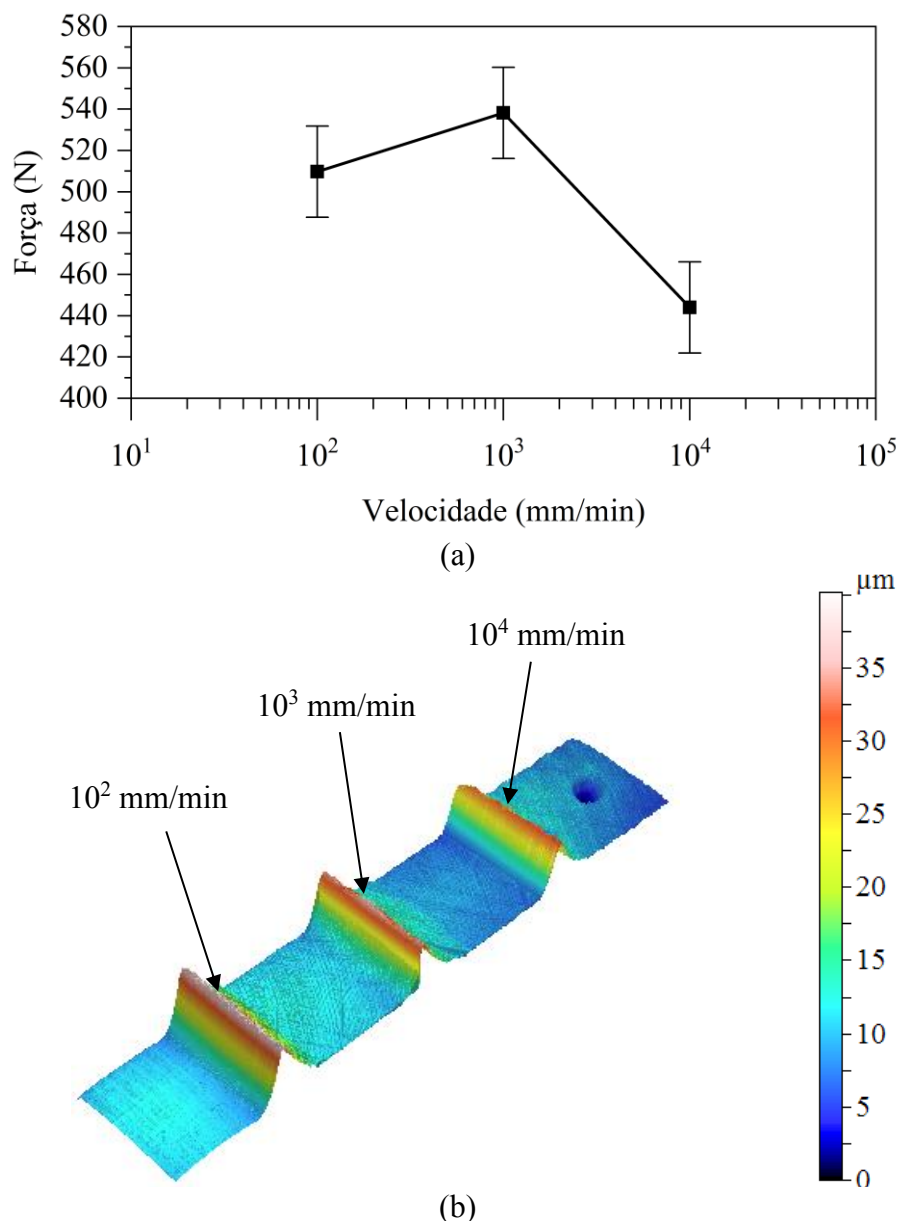 580
560
540
520
500
480
460
440
420
400
Força (N)
10¹ 10² 10³ 10⁴ 10⁵
Velocidade (mm/min)
(a)
µm
10⁴ mm/min
10³ mm/min
10² mm/min
35
30
25
20
15
10
5
0
(b)